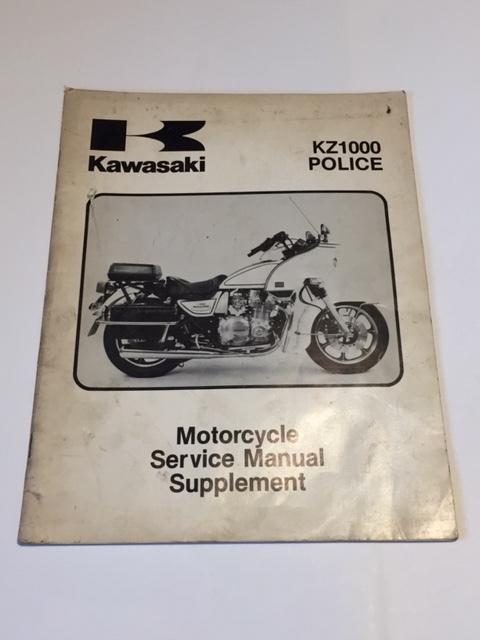 Kawasaki
KZ1000
POLICE
Motorcycle
Service Manual
Supplement